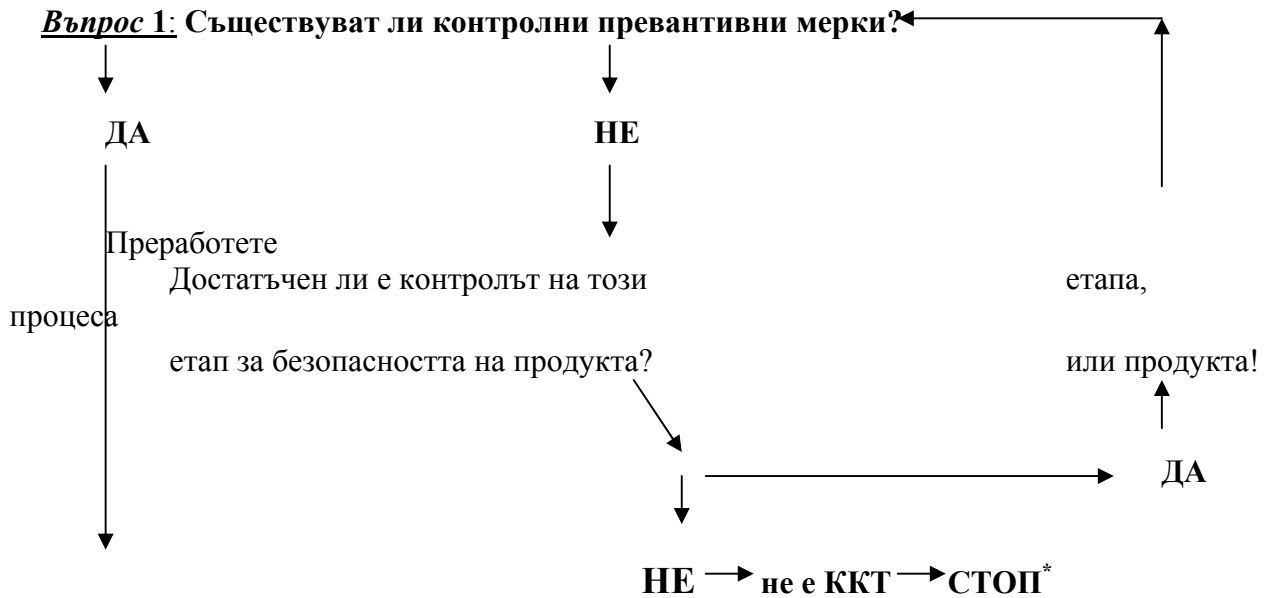 Въпрос 1: Съществуват ли контролни превантивни мерки?
ДА НЕ
Преработете
Достатъчен ли е контролът на този етапа,
процеса
етап за безопасността на продукта? или продукта!
ДА
НЕ не е ККТ СТОП*